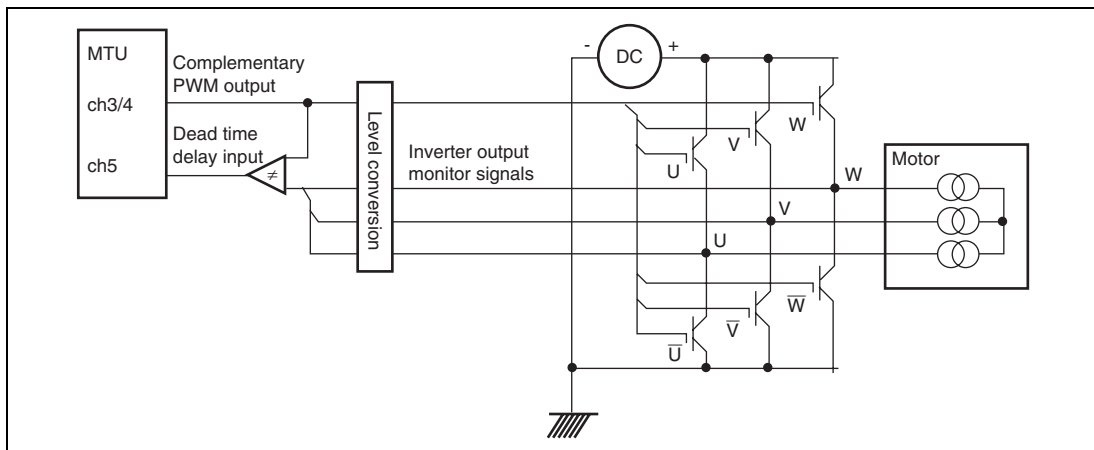 MTU
ch3/4
ch5
Complementary
PWM output
Dead time
delay input
≠
Level conversion
Inverter output
monitor signals
- DC +
U
V
W
W
V
U
U̅
V̅
W̅
Motor